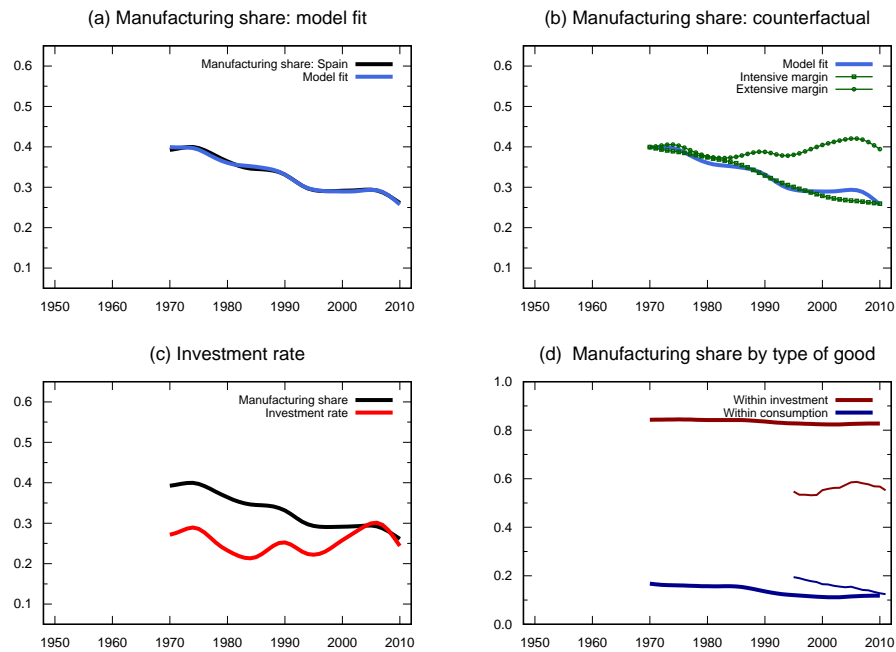 (a) Manufacturing share: model fit
Manufacturing share: Spain
Model fit
0.6
0.5
0.4
0.3
0.2
0.1
1950 1960 1970 1980 1990 2000 2010
(b) Manufacturing share: counterfactual
Model fit
Intensive margin
Extensive margin
0.6
0.5
0.4
0.3
0.2
0.1
1950 1960 1970 1980 1990 2000 2010
(c) Investment rate
Manufacturing share
Investment rate
0.6
0.5
0.4
0.3
0.2
0.1
1950 1960 1970 1980 1990 2000 2010
(d) Manufacturing share by type of good
Within investment
Within consumption
1.0
0.8
0.6
0.4
0.2
0.0
1950 1960 1970 1980 1990 2000 2010